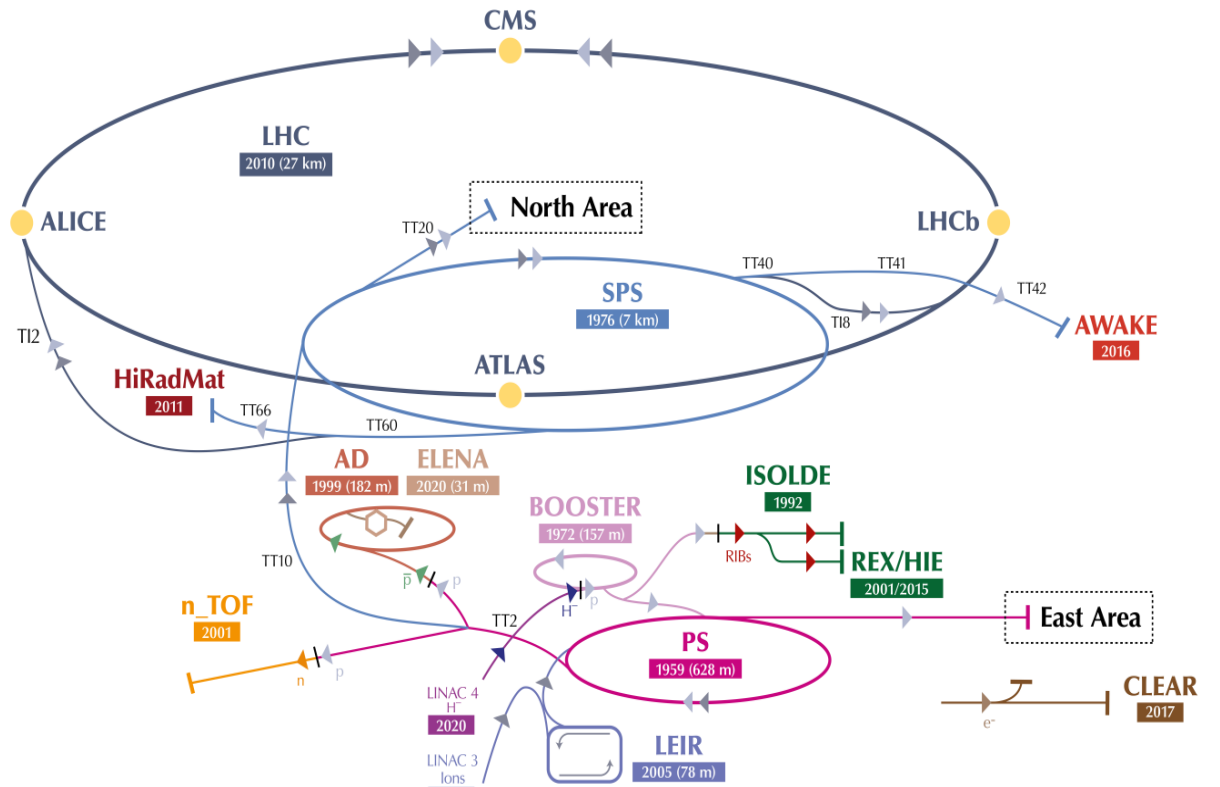 CMS
LHC
2010 (27 km)
North Area
ALICE
TT20
LHCb
TT40
TT41
SPS
1976 (7 km)
TT42
TI8
AWAKE
2016
TI2
ATLAS
HiRadMat
2011
TT66
TT60
AD
1999 (182 m)
ELENA
2020 (31 m)
ISOLDE
1992
BOOSTER
1972 (157 m)
RIBs
REX/HIE
2001/2015
TT10
p̅
p
H⁻
p
n_TOF
2001
TT2
East Area
PS
1959 (628 m)
n
p
LINAC 4
H⁻
2020
CLEAR
2017
e-
LINAC 3
Ions
LEIR
2005 (78 m)